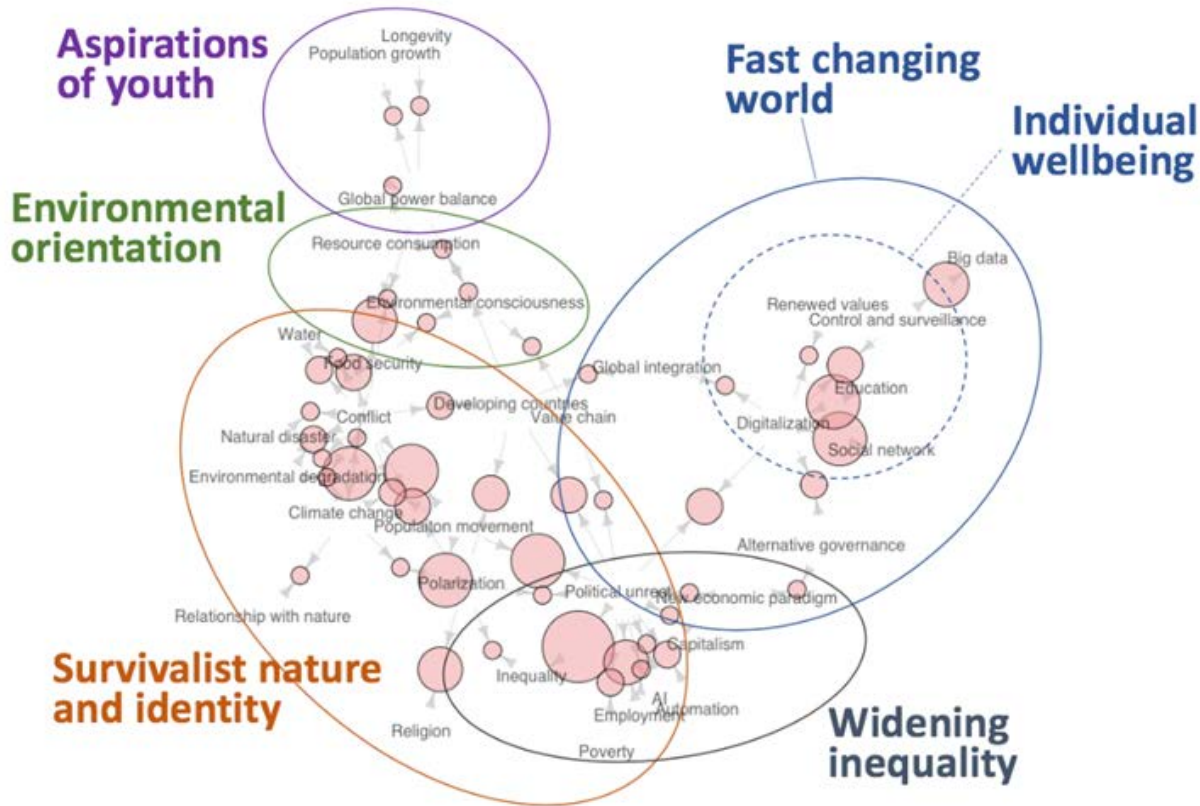 Aspirations
of youth
Longevity
Population growth
Global power balance
Fast changing
world
Individual
wellbeing
Environmental
orientation
Resource consumption
Environmental consciousness
Big data
Renewed values
Control and surveillance
Water
Food security
Global integration
Education
Developing countries
Value chain
Conflict
Digitalization
Natural disaster
Social network
Environmental degradation
Climate change
Populaiton movement
Alternative governance
Polarization
Political unrest
New economic paradigm
Relationship with nature
Capitalism
Survivalist nature
and identity
Inequality
AI
Automation
Employment
Religion
Widening
inequality
Poverty